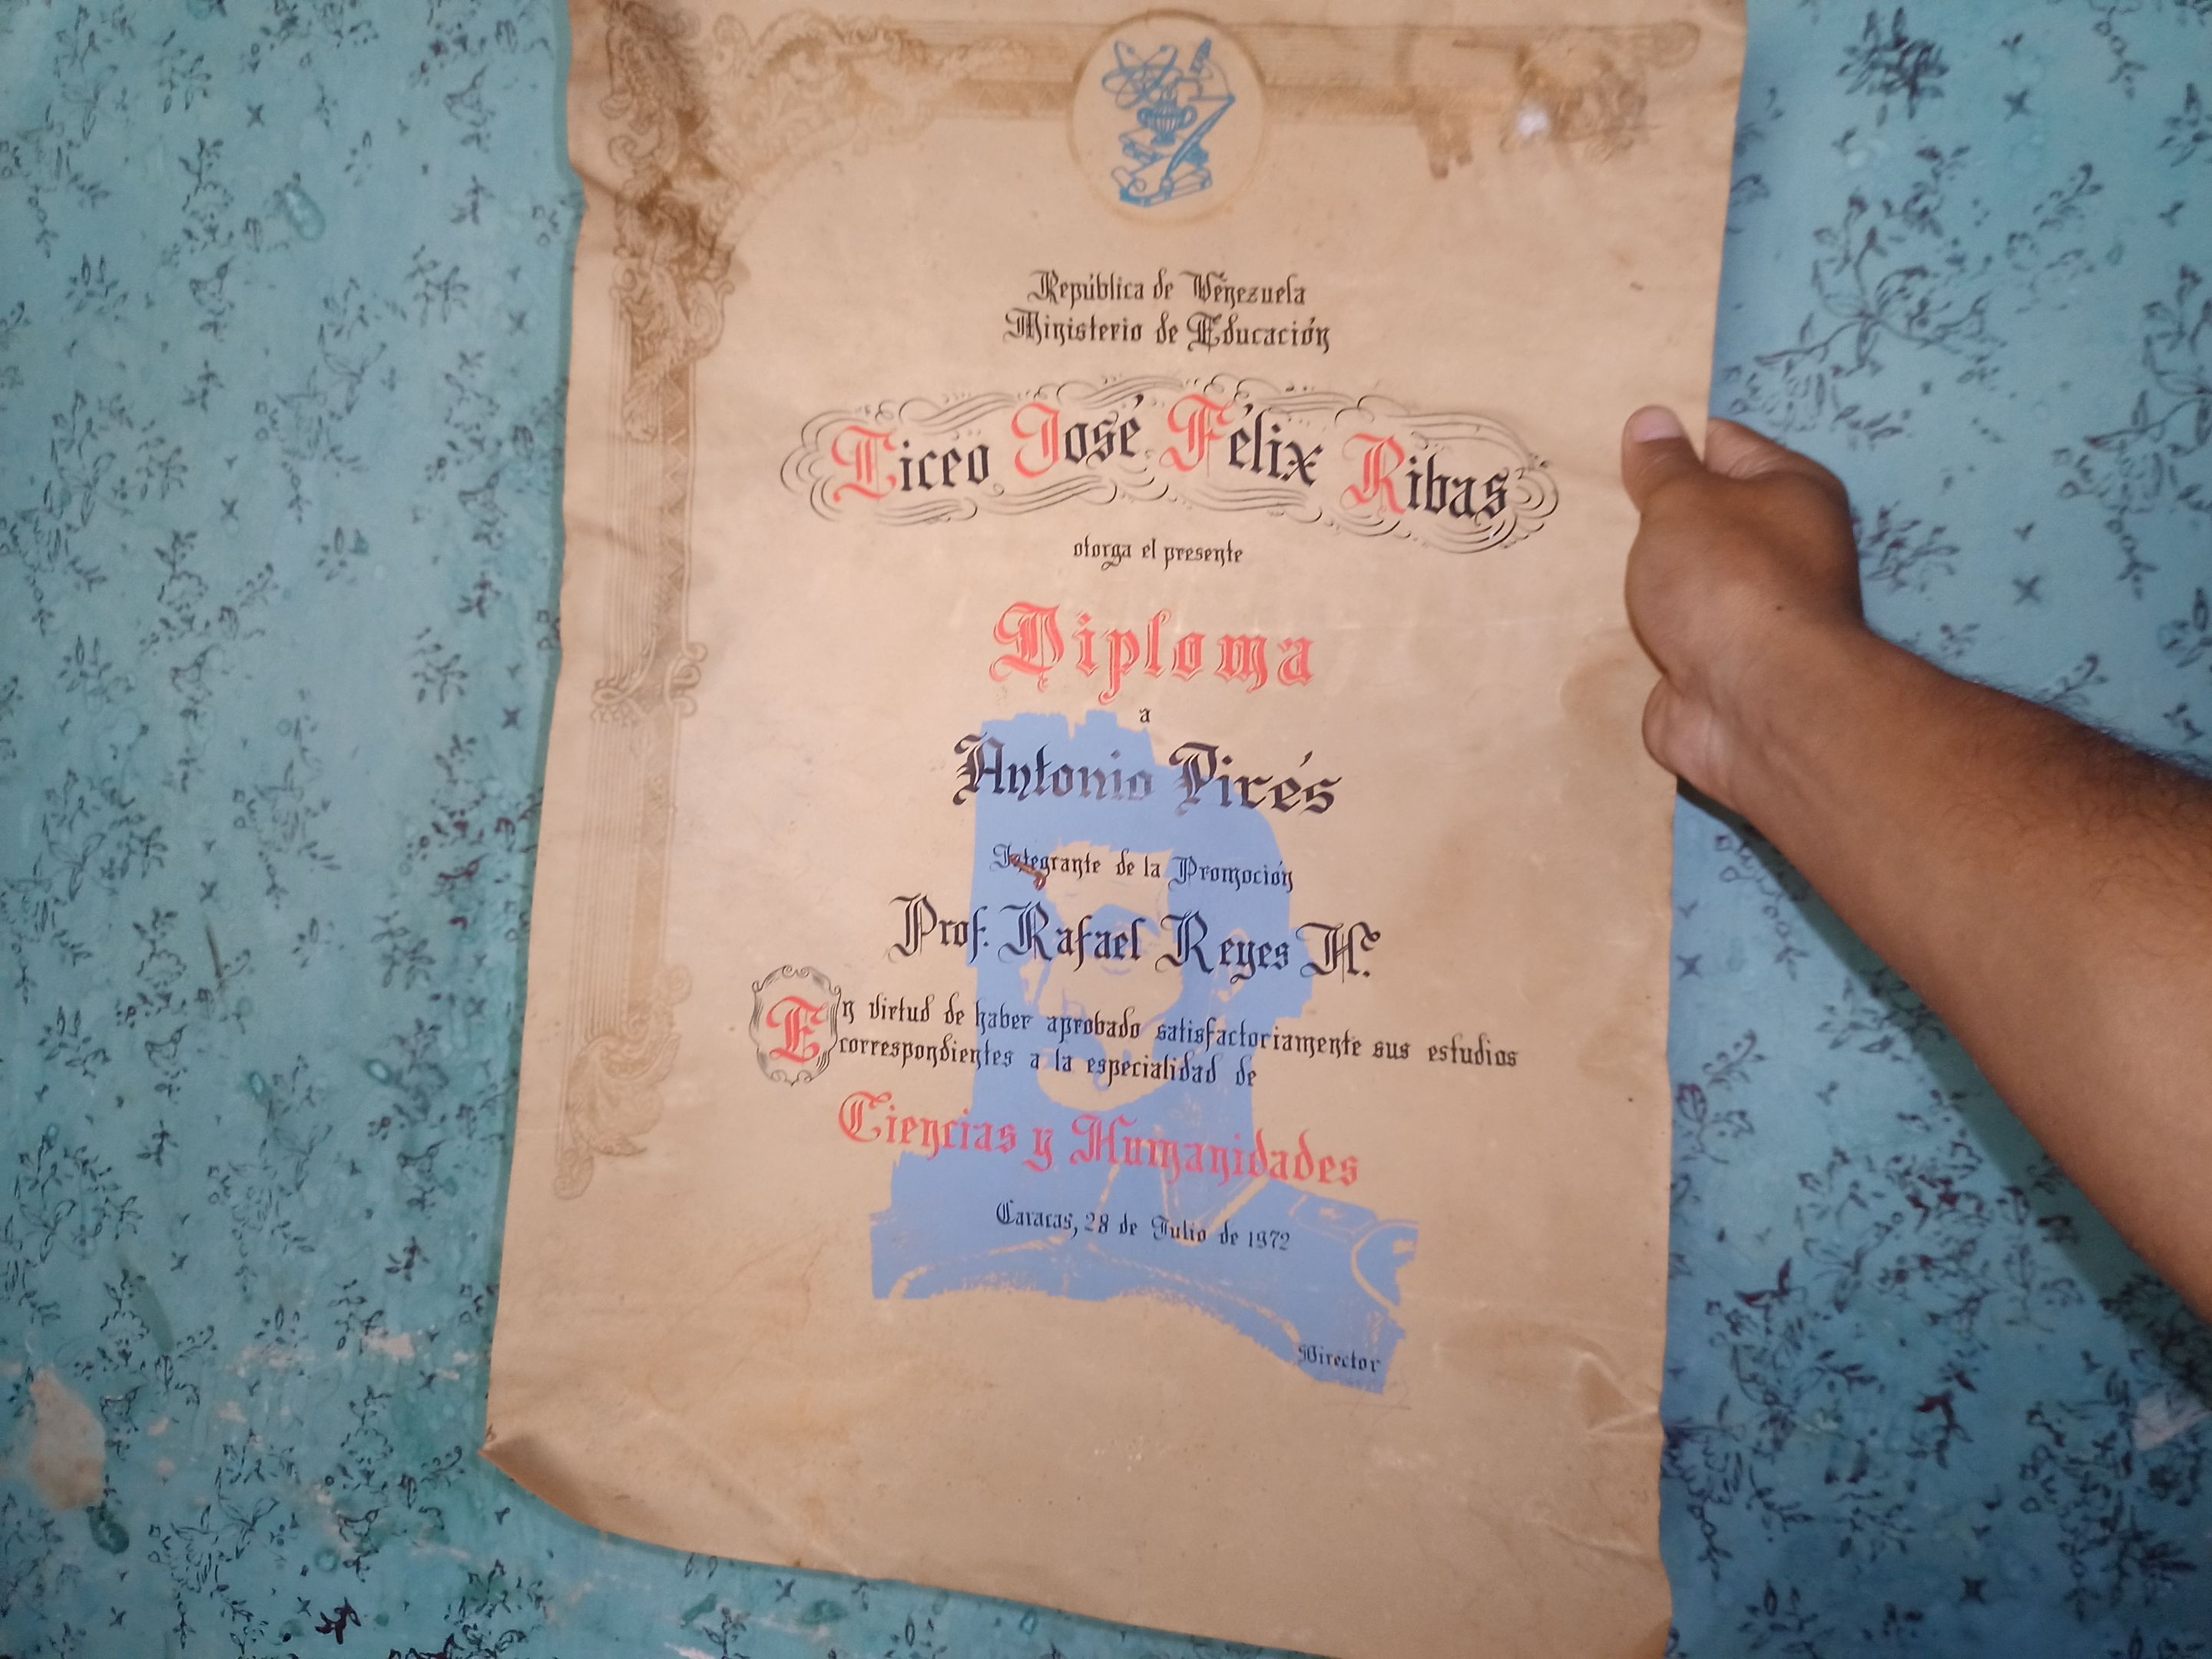 República de Venezuela
Ministerio de Educación
Liceo José Félix Ribas
otorga el presente
Diploma
a
Antonio Pirés
Integrante de la Promoción
Prof. Rafael Reyes Hº.
En virtud de haber aprobado satisfactoriamente sus estudios
correspondientes a la especialidad de
Ciencias y Humanidades
Caracas, 28 de Julio de 1972
Director